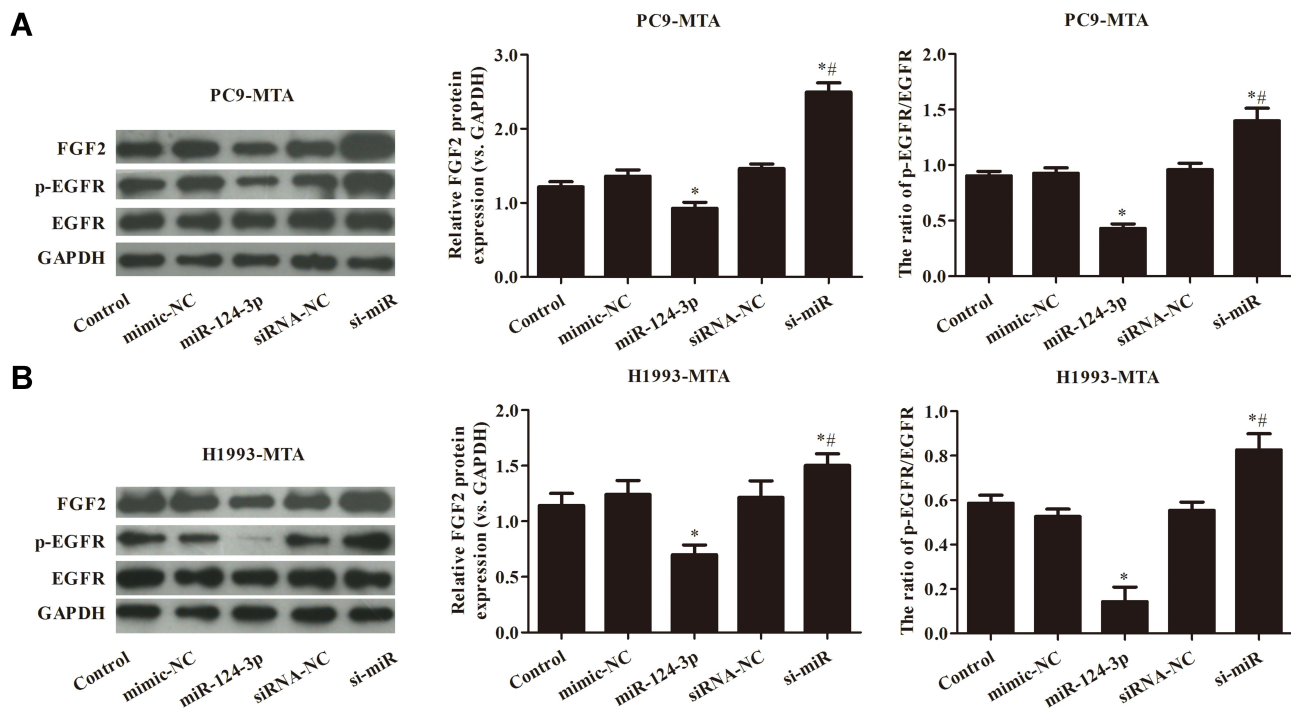 A
PC9-MTA
FGF2
p-EGFR
EGFR
GAPDH
Control
mimic-NC
miR-124-3p
siRNA-NC
si-miR
PC9-MTA
Relative FGF2 protein
expression (vs. GAPDH)
3.0
2.0
1.0
0.0
*
*#
Control
mimic-NC
miR-124-3p
siRNA-NC
si-miR
PC9-MTA
The ratio of p-EGFR/EGFR
2.0
1.5
1.0
0.5
0.0
*
*#
Control
mimic-NC
miR-124-3p
siRNA-NC
si-miR
B
H1993-MTA
FGF2
p-EGFR
EGFR
GAPDH
Control
mimic-NC
miR-124-3p
siRNA-NC
si-miR
H1993-MTA
Relative FGF2 protein
expression (vs. GAPDH)
2.0
1.5
1.0
0.5
0.0
*
*#
Control
mimic-NC
miR-124-3p
siRNA-NC
si-miR
H1993-MTA
The ratio of p-EGFR/EGFR
1.0
0.8
0.6
0.4
0.2
0.0
*
*#
Control
mimic-NC
miR-124-3p
siRNA-NC
si-miR